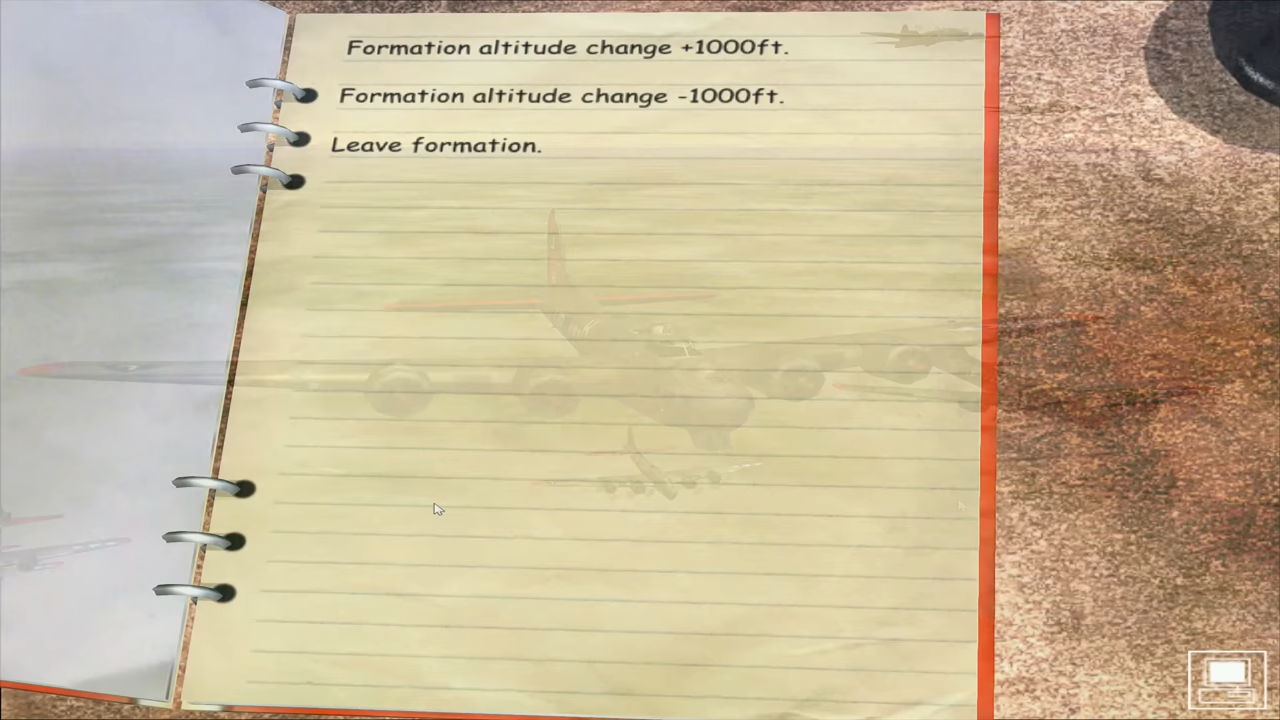 Formation altitude change +1000ft.
Formation altitude change -1000ft.
Leave formation.